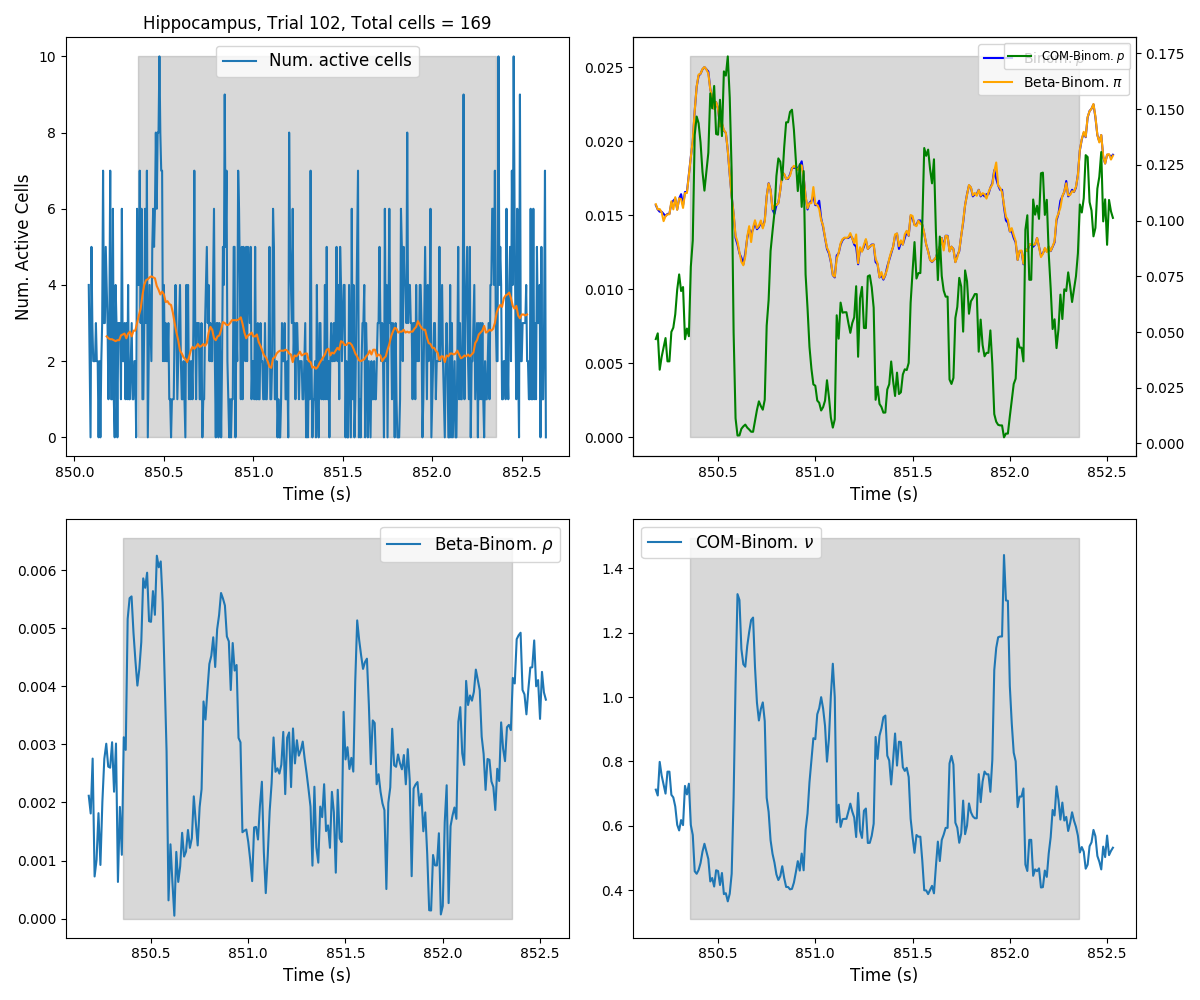 Hippocampus, Trial 102, Total cells = 169
Num. active cells
Num. Active Cells
10
8
6
4
2
0
850.0 850.5 851.0 851.5 852.0 852.5
Time (s)
COM-Binom. p
Beta-Binom. π
0.025
0.020
0.015
0.010
0.005
0.000
0.175
0.150
0.125
0.100
0.075
0.050
0.025
0.000
850.5 851.0 851.5 852.0 852.5
Time (s)
Beta-Binom. ρ
0.006
0.005
0.004
0.003
0.002
0.001
0.000
850.5 851.0 851.5 852.0 852.5
Time (s)
COM-Binom. ν
1.4
1.2
1.0
0.8
0.6
0.4
850.5 851.0 851.5 852.0 852.5
Time (s)